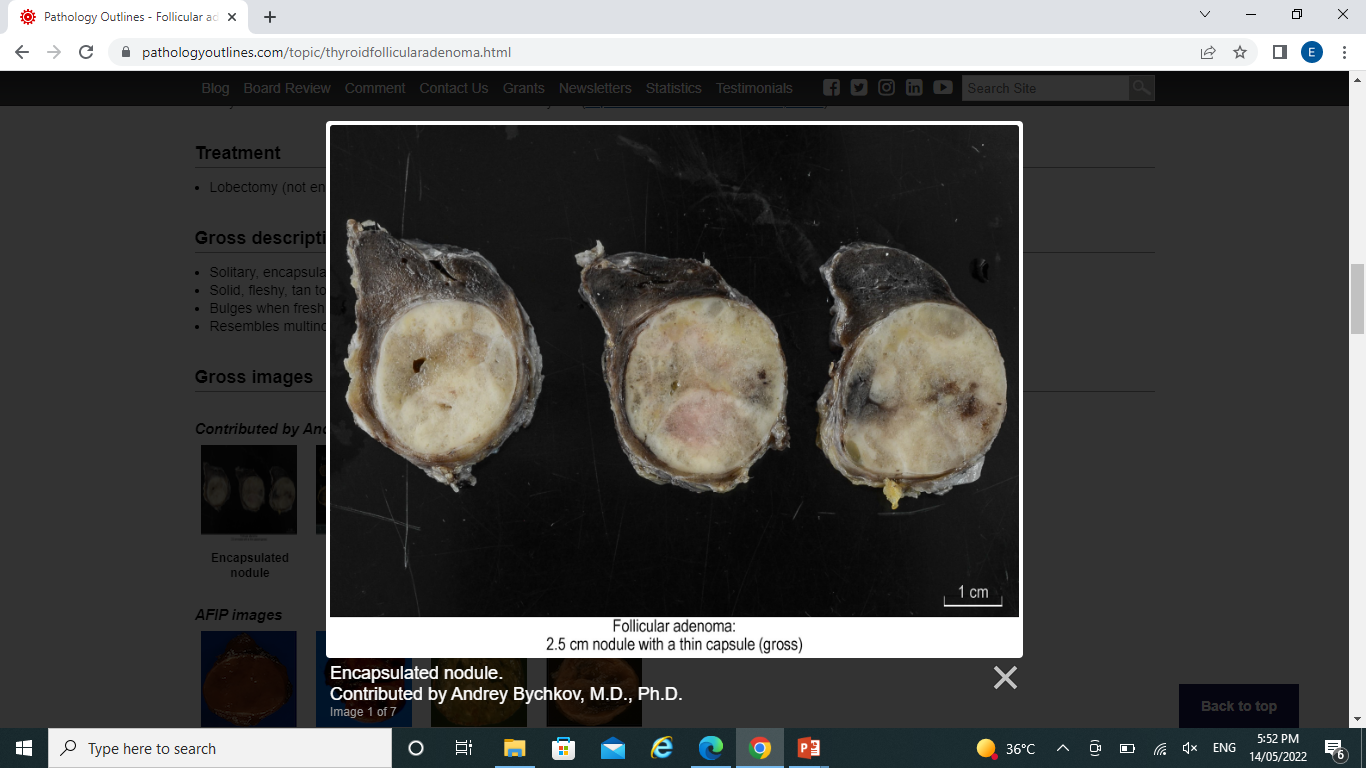 Pathology Outlines - Follicular ad
pathologyoutlines.com/topic/thyroidfollicularadenoma.html
E
Blog Board Review Comment Contact Us Grants Newsletters Statistics Testimonials
Search Site
Treatment
Lobectomy (not en
Gross descripti
Solitary, encapsula
Solid, fleshy, tan to
Bulges when fresh
Resembles multino
Gross images
Contributed by And
Encapsulated
nodule
AFIP images
1 cm
Follicular adenoma:
2.5 cm nodule with a thin capsule (gross)
Encapsulated nodule.
Contributed by Andrey Bychkov, M.D., Ph.D.
Image 1 of 7
Back to top
Type here to search
36°C
ENG
5:52 PM
14/05/2022
6